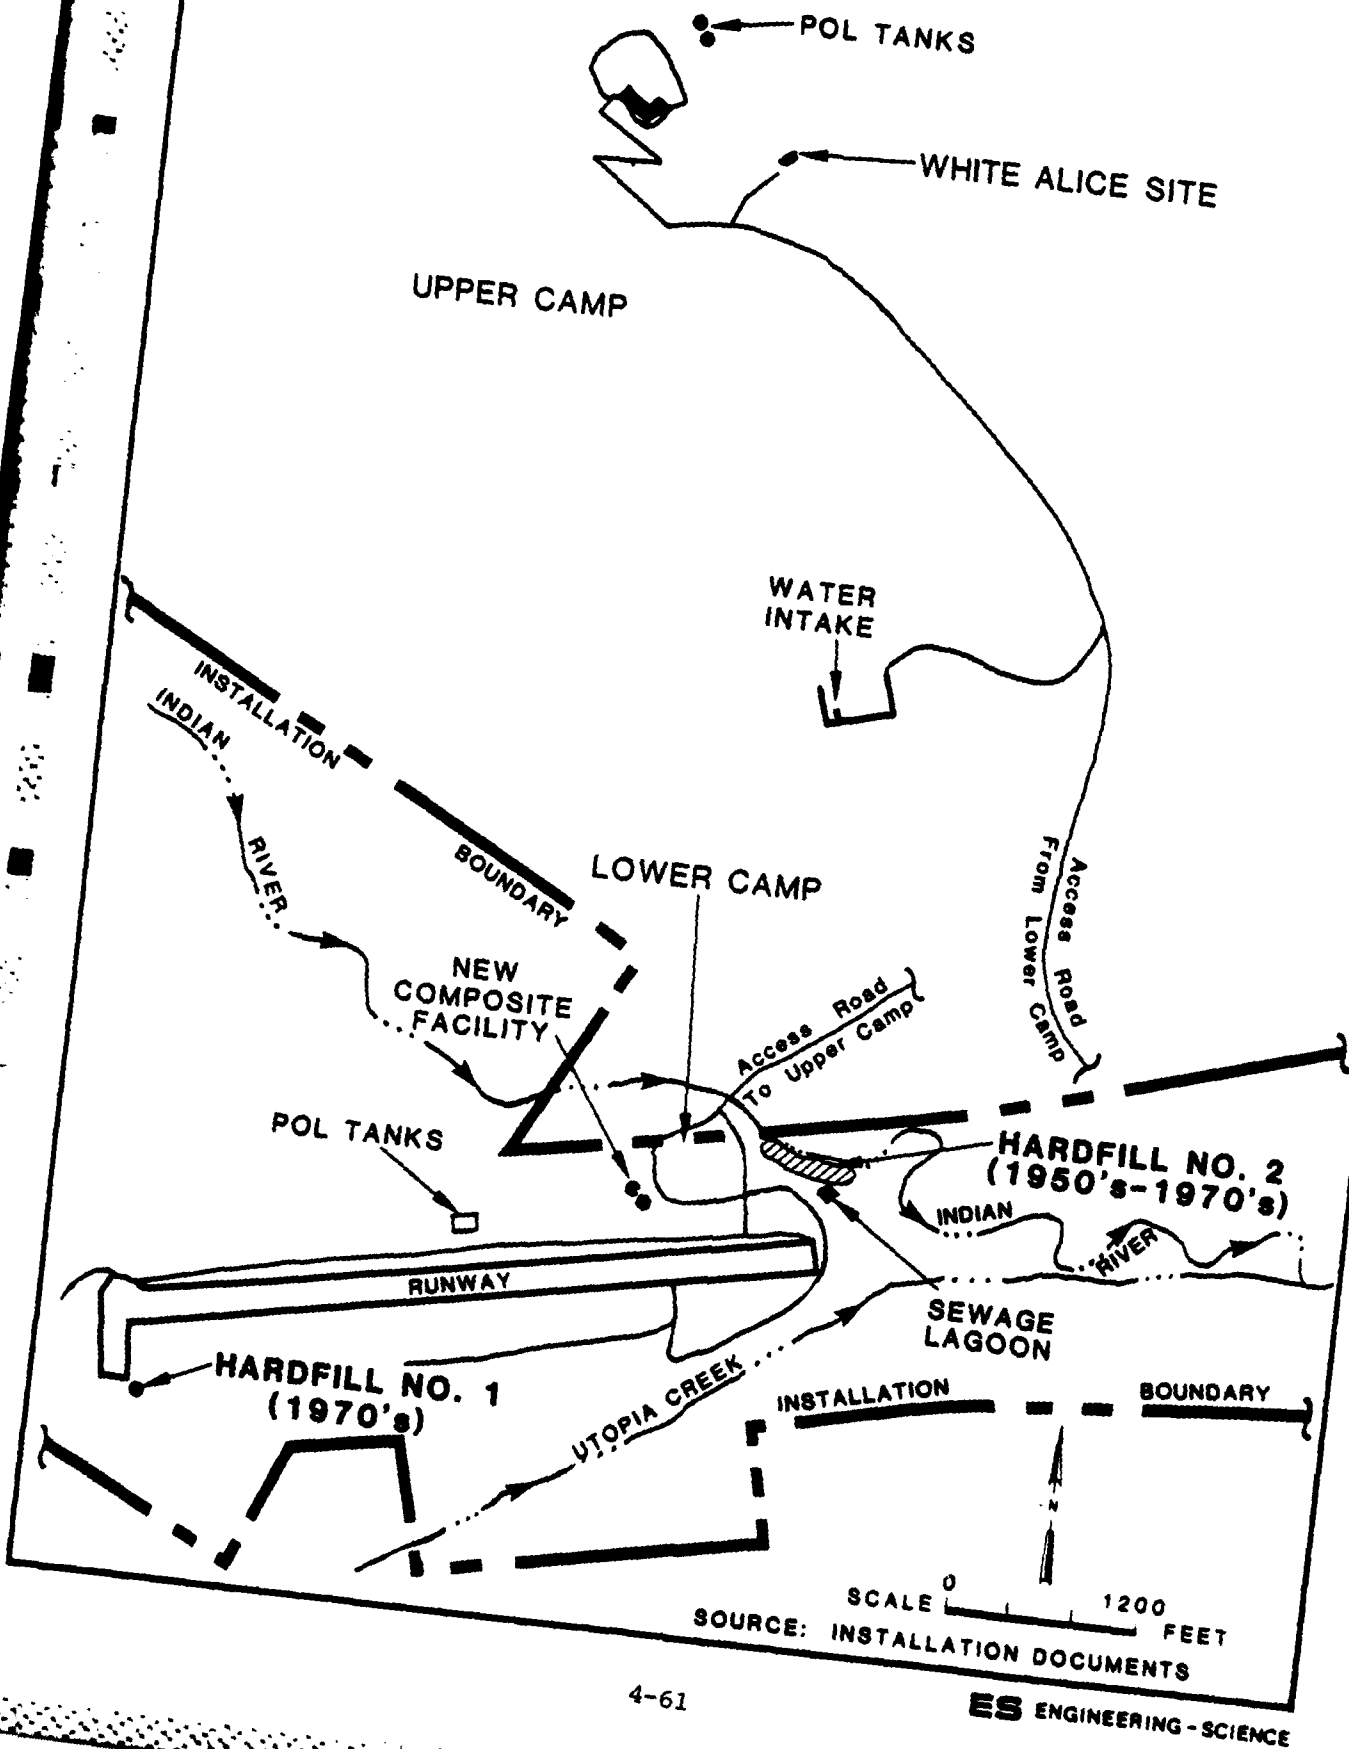 POL TANKS
WHITE ALICE SITE
UPPER CAMP
WATER
INTAKE
INSTALLATION
BOUNDARY
INDIAN
RIVER
LOWER CAMP
Access Road
From Lower Camp
NEW
COMPOSITE
FACILITY
Access Road
To Upper Camp
POL TANKS
HARDFILL NO. 2
(1950's-1970's)
INDIAN
RIVER
RUNWAY
SEWAGE
LAGOON
HARDFILL NO. 1
(1970's)
UTOPIA CREEK
INSTALLATION
BOUNDARY
N
SCALE 0 1200 FEET
SOURCE: INSTALLATION DOCUMENTS
4-61
ES ENGINEERING-SCIENCE